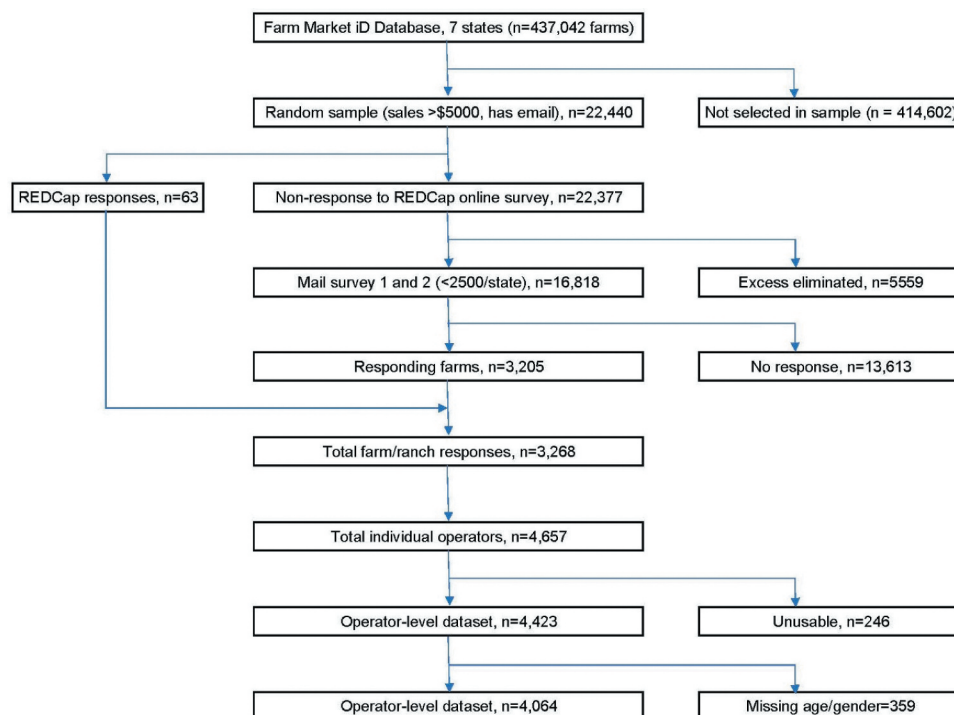 Farm Market iD Database, 7 states (n=437,042 farms)
Random sample (sales >$5000, has email), n=22,440
Not selected in sample (n = 414,602)
REDCap responses, n=63
Non-response to REDCap online survey, n=22,377
Mail survey 1 and 2 (<2500/state), n=16,818
Excess eliminated, n=5559
Responding farms, n=3,205
No response, n=13,613
Total farm/ranch responses, n=3,268
Total individual operators, n=4,657
Operator-level dataset, n=4,423
Unusable, n=246
Operator-level dataset, n=4,064
Missing age/gender=359